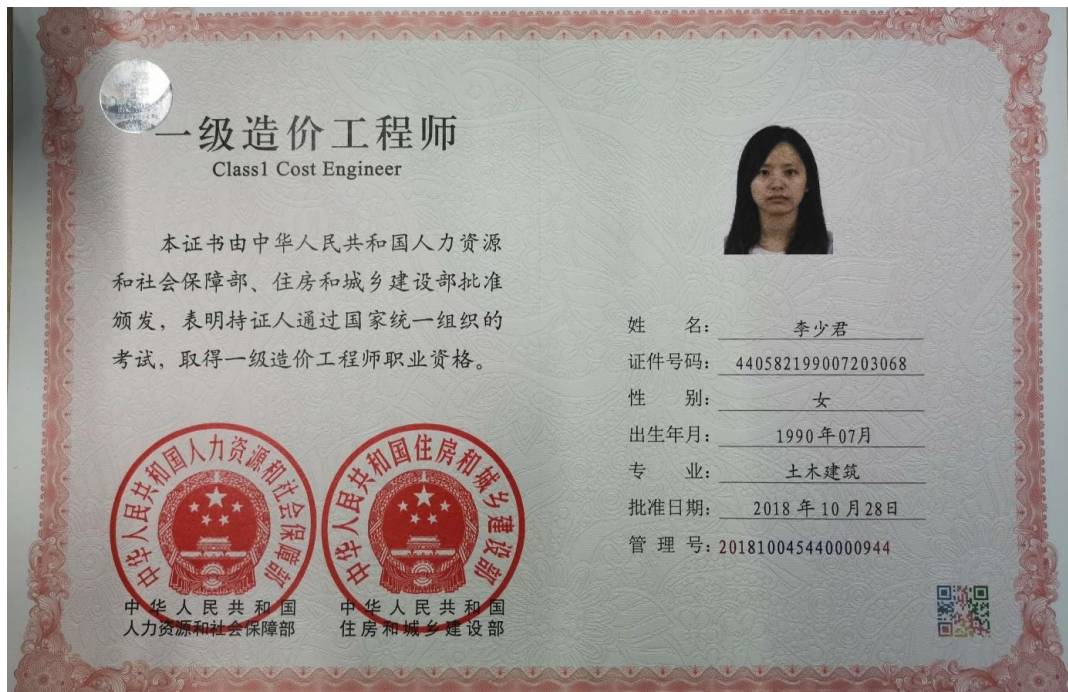 一级造价工程师
Class1 Cost Engineer
本证书由中华人民共和国人力资源
和社会保障部、住房和城乡建设部批准
颁发，表明持证人通过国家统一组织的
考试，取得一级造价工程师职业资格。
中华人民共和国人力资源和社会保障部
中华人民共和国住房和城乡建设部
中华人民共和国
人力资源和社会保障部
中华人民共和国
住房和城乡建设部
姓 名： 李少君
证件号码： 440582199007203068
性 别： 女
出生年月： 1990年07月
专 业： 土木建筑
批准日期： 2018年10月28日
管 理 号： 201810045440000944